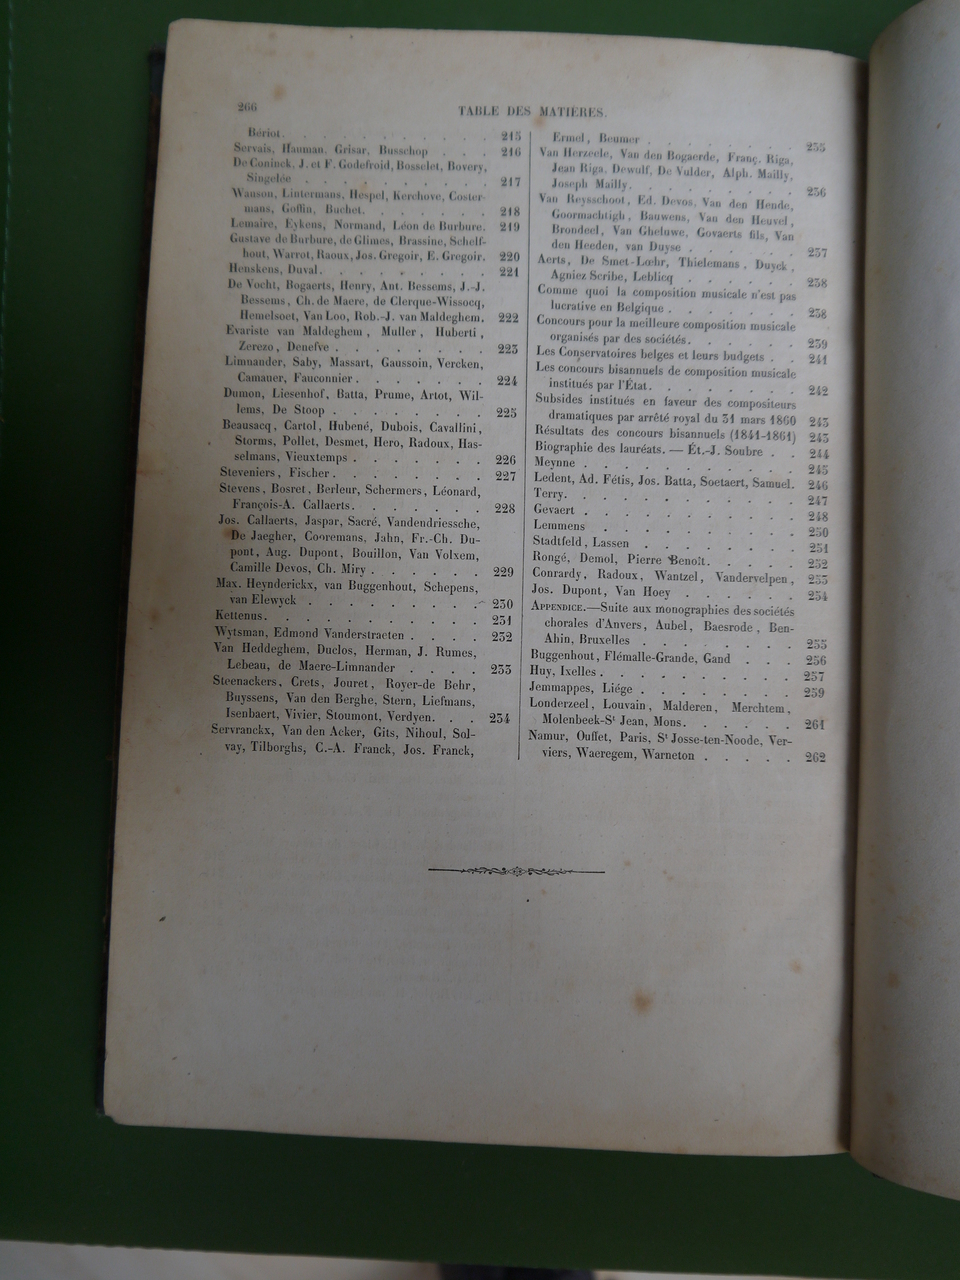 266
TABLE DES MATIÈRES.
Bériot. . . . . . . . . . 215
Servais, Hauman, Grisar, Busschop . . . 216
De Coninck, J. et F. Godefroid, Bosselet, Bovery,
Singelée . . . . . . . . . 217
Wanson, Lintermans, Hespel, Kerchove, Coster-
mans, Goffin, Buchet. . . . . . . 218
Lemaire, Eykens, Normand, Léon de Burbure. 219
Gustave de Burbure, de Glimes, Brassine, Schelf-
hout, Warrot, Raoux, Jos. Gregoir, E. Gregoir. 220
Henskens, Duval. . . . . . . . 221
De Vocht, Bogaerts, Henry, Ant. Bessems, J.-J.
Bessems, Ch. de Maere, de Clerque-Wissocq,
Hemelsoet, Van Loo, Rob.-J. van Maldeghem. 222
Evariste van Maldeghem, Muller, Huberti,
Zerezo, Denefve . . . . . . . . 223
Limnander, Saby, Massart, Gaussoin, Vercken,
Camauer, Fauconnier . . . . . . . 224
Dumon, Liesenhof, Batta, Prume, Artot, Wil-
lems, De Stoop . . . . . . . . 225
Beausacq, Cartol, Hubené, Dubois, Cavallini,
Storms, Pollet, Desmet, Hero, Radoux, Has-
selmans, Vieuxtemps . . . . . . . 226
Steveniers, Fischer . . . . . . . . 227
Stevens, Bosret, Berleur, Schermers, Léonard,
François-A. Callaerts. . . . . . . 228
Jos. Callaerts, Jaspar, Sacré, Vandendriessche,
De Jaegher, Cooremans, Jahn, Fr.-Ch. Du-
pont, Aug. Dupont, Bouillon, Van Volxem,
Camille Devos, Ch. Miry . . . . . . 229
Max. Heynderickx, van Buggenhout, Schepens,
van Elewyck . . . . . . . . . 230
Kettenus. . . . . . . . . . . 231
Wytsman, Edmond Vanderstraeten . . . . 232
Van Heddeghem, Duclos, Herman, J. Rumes,
Lebeau, de Maere-Limnander . . . . 233
Steenackers, Crets, Jouret, Royer-de Behr,
Buyssens, Van den Berghe, Stern, Liefmans,
Isenbaert, Vivier, Stoumont, Verdyen. . . 234
Servranckx, Van den Acker, Gits, Nihoul, Sol-
vay, Tilborghs, C.-A. Franck, Jos. Franck,
Ermel, Beumer . . . . . . . . 235
Van Herzeele, Van den Bogaerde, Franç. Riga,
Jean Riga, Dewulf, De Vulder, Alph. Mailly,
Joseph Mailly. . . . . . . . . 236
Van Reysschoot, Ed. Devos, Van den Hende,
Goormachtigh, Bauwens, Van den Heuvel,
Brondeel, Van Gheluwe, Govaerts fils, Van
den Heeden, van Duyse . . . . . . 237
Aerts, De Smet-Lœhr, Thielemans, Duyck,
Agniez Scribe, Leblicq . . . . . . 238
Comme quoi la composition musicale n'est pas
lucrative en Belgique . . . . . . . 238
Concours pour la meilleure composition musicale
organisés par des sociétés. . . . . . 239
Les Conservatoires belges et leurs budgets . . 241
Les concours bisannuels de composition musicale
institués par l'État. . . . . . . . 242
Subsides institués en faveur des compositeurs
dramatiques par arrêté royal du 31 mars 1860 243
Résultats des concours bisannuels (1841-1861) 243
Biographie des lauréats. — Ét.-J. Soubre . . 244
Meynne . . . . . . . . . . . 245
Ledent, Ad. Fétis, Jos. Batta, Soetaert, Samuel. 246
Terry. . . . . . . . . . . . 247
Gevaert . . . . . . . . . . . 248
Lemmens . . . . . . . . . . 250
Stadtfeld, Lassen . . . . . . . . 251
Rongé, Demol, Pierre Benoît. . . . . 252
Conrardy, Radoux, Wantzel, Vandervelpen, 253
Jos. Dupont, Van Hoey . . . . . . 254
APPENDICE.—Suite aux monographies des sociétés
chorales d'Anvers, Aubel, Baesrode, Ben-
Ahin, Bruxelles . . . . . . . . 255
Buggenhout, Flémalle-Grande, Gand . . . 256
Huy, Ixelles . . . . . . . . . . 257
Jemmappes, Liége . . . . . . . . 259
Londerzeel, Louvain, Malderen, Merchtem,
Molenbeek-St Jean, Mons. . . . . . 261
Namur, Ouffet, Paris, St Josse-ten-Noode, Ver-
viers, Waeregem, Warneton . . . . . 262